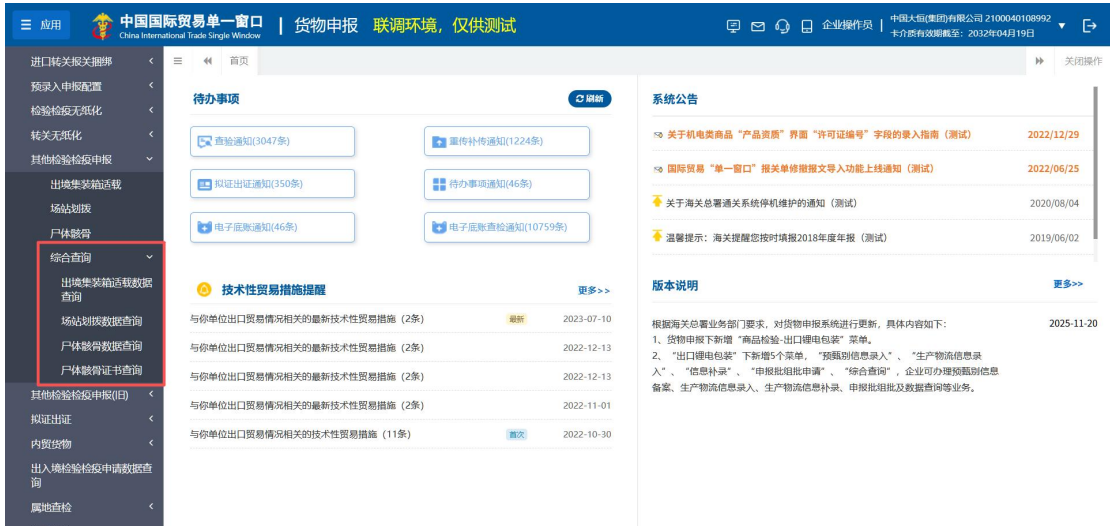 应用
中国国际贸易单一窗口
China International Trade Single Window
货物申报
联调环境，仅供测试
企业操作员
中国大恒(集团)有限公司 2100040108992
卡介质有效期截至：2032年04月19日
进口转关报关捆绑
预录入申报配置
检验检疫无纸化
转关无纸化
其他检验检疫申报
出境集装箱适载
场站划拨
尸体骸骨
综合查询
出境集装箱适载数据
查询
场站划拨数据查询
尸体骸骨数据查询
尸体骸骨证书查询
其他检验检疫申报(旧)
拟证出证
内贸货物
出入境检验检疫申请数据查
询
属地查检
首页
关闭操作
待办事项
刷新
查验通知(3047条)
重传补传通知(1224条)
拟证出证通知(350条)
待办事项通知(46条)
电子底账通知(46条)
电子底账查检通知(10759条)
技术性贸易措施提醒
更多>>
与你单位出口贸易情况相关的最新技术性贸易措施（2条） 最新 2023-07-10
与你单位出口贸易情况相关的最新技术性贸易措施（2条） 2022-12-13
与你单位出口贸易情况相关的最新技术性贸易措施（2条） 2022-12-13
与你单位出口贸易情况相关的最新技术性贸易措施（2条） 2022-11-01
与你单位出口贸易情况相关的技术性贸易措施（11条） 首次 2022-10-30
系统公告
关于机电类商品“产品资质”界面“许可证编号”字段的录入指南（测试） 2022/12/29
国际贸易“单一窗口”报关单修撤报文导入功能上线通知（测试） 2022/06/25
关于海关总署通关系统停机维护的通知（测试） 2020/08/04
温馨提示：海关提醒您按时填报2018年度年报（测试） 2019/06/02
版本说明
更多>>
根据海关总署业务部门要求，对货物申报系统进行更新，具体内容如下： 2025-11-20
1、货物申报下新增“商品检验-出口锂电包装”菜单。
2、“出口锂电包装”下新增5个菜单，“预甄别信息录入”、“生产物流信息录
入”、“信息补录”、“申报批组批申请”、“综合查询”，企业可办理预甄别信息
备案、生产物流信息录入、生产物流信息补录、申报批组批及数据查询等业务。